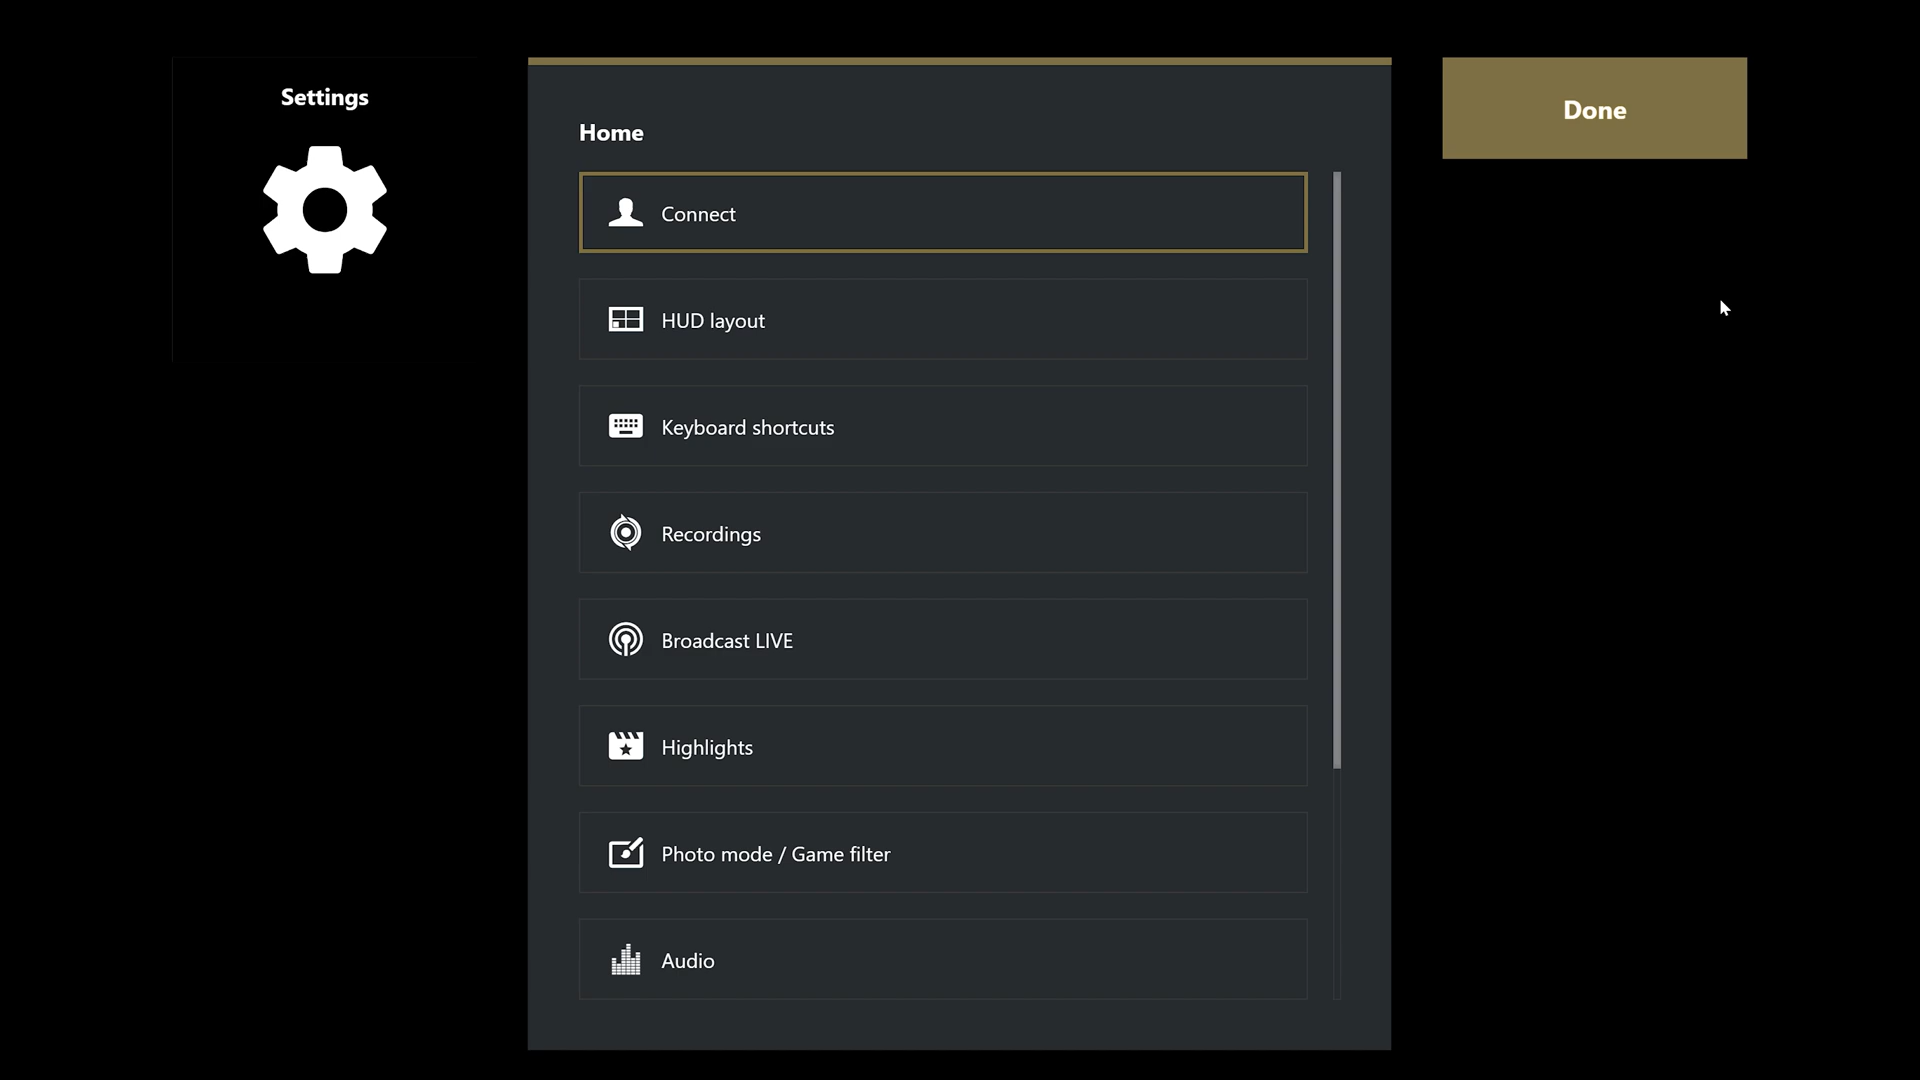 Settings
Home
Done
Connect
HUD layout
Keyboard shortcuts
Recordings
Broadcast LIVE
Highlights
Photo mode / Game filter
Audio